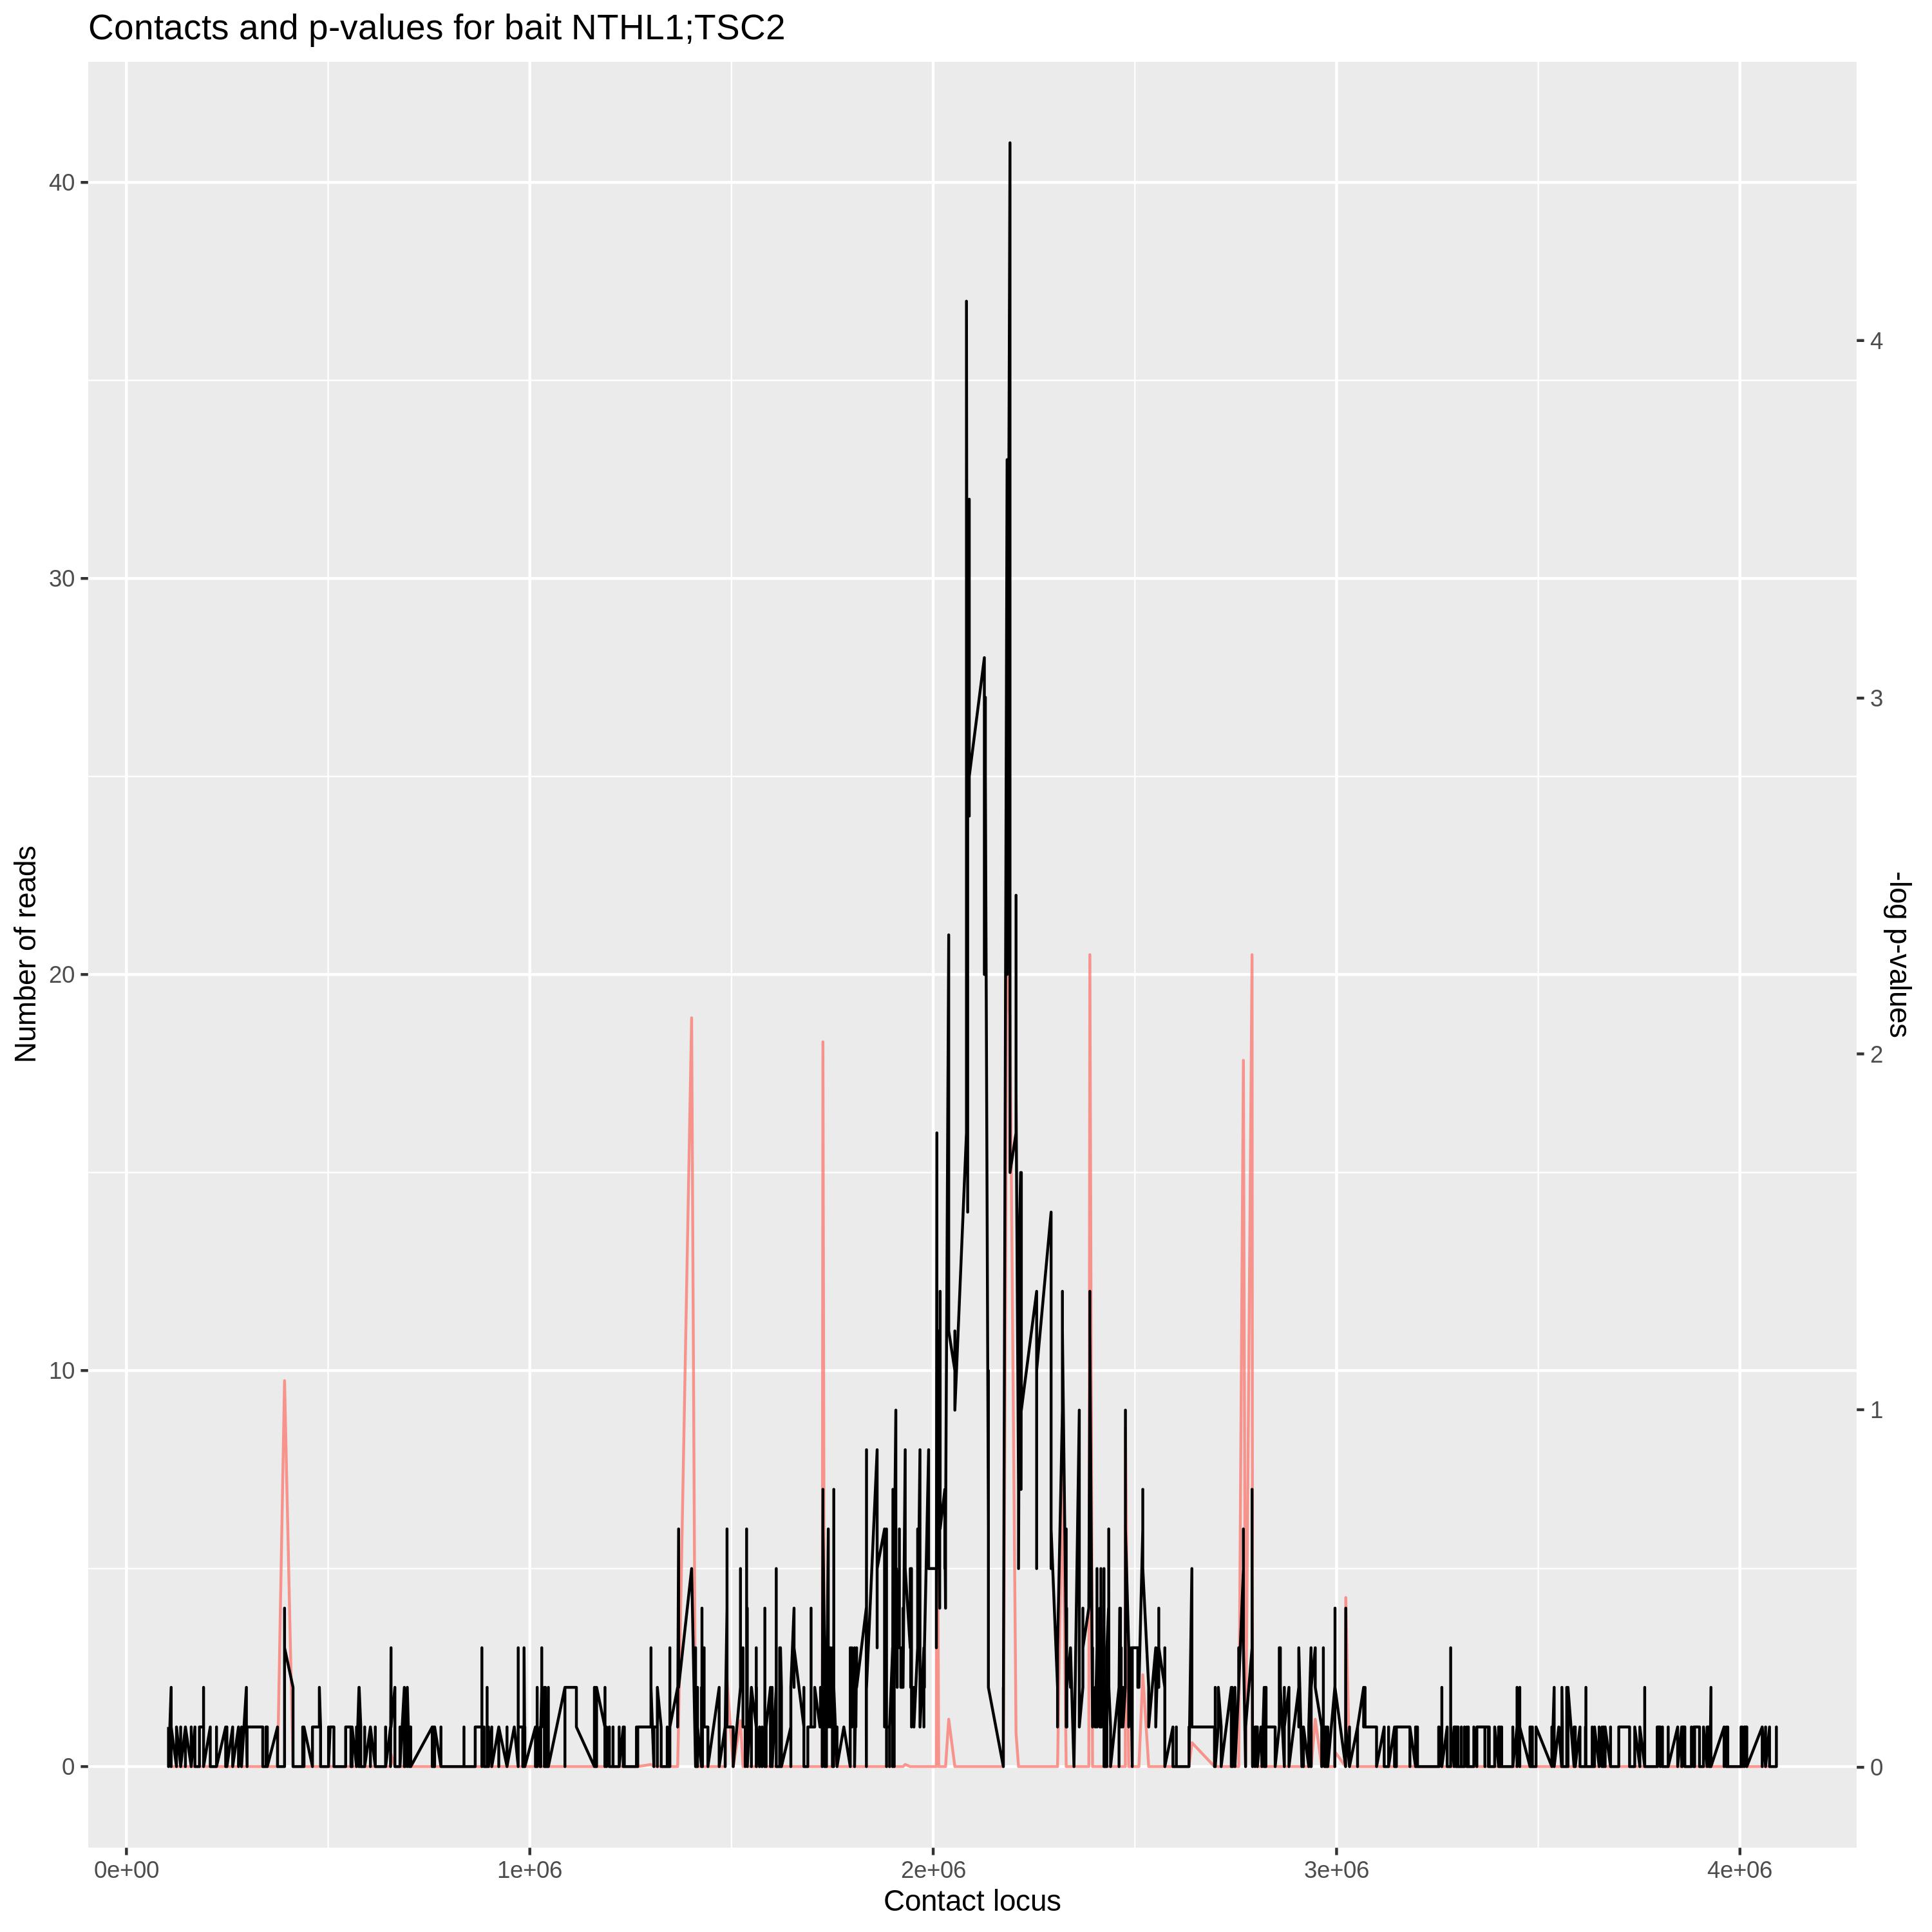 Contacts and p-values for bait NTHL1;TSC2
40
30
20
10
0
Number of reads
4
3
2
1
0
-log p-values
0e+00 1e+06 2e+06 3e+06 4e+06
Contact locus